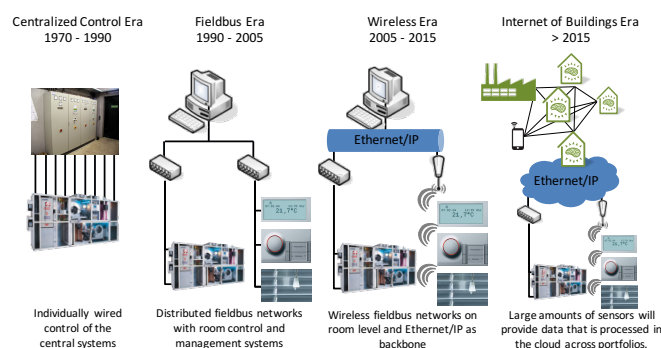 Centralized Control Era
1970 - 1990
Fieldbus Era
1990 - 2005
Wireless Era
2005 - 2015
Internet of Buildings Era
> 2015
Ethernet/IP
Ethernet/IP
21,7°C
21,7°C
Individually wired
control of the
central systems
Distributed fieldbus networks
with room control and
management systems
Wireless fieldbus networks on
room level and Ethernet/IP as
backbone
Large amounts of sensors will
provide data that is processed in
the cloud across portfolios.